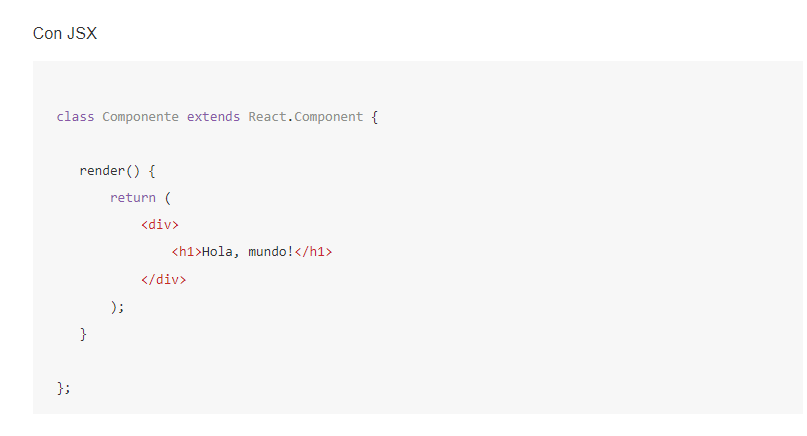 Con JSX
class Componente extends React.Component {
render() {
return (
<div>
<h1>Hola, mundo!</h1>
</div>
);
}
};